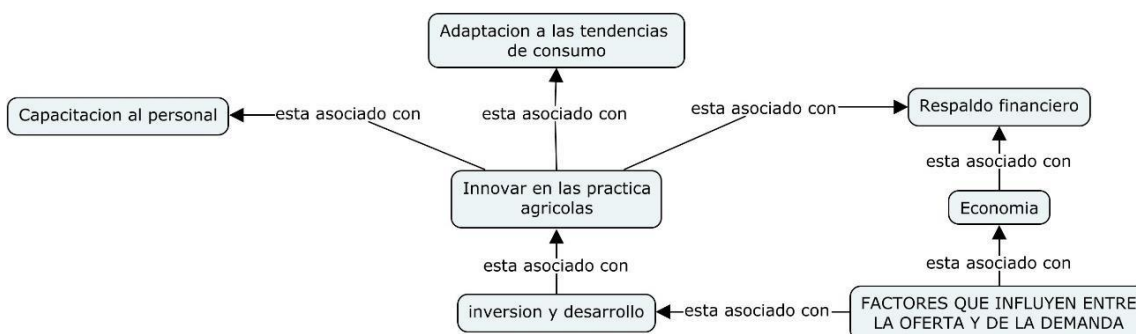 Adaptacion a las tendencias
de consumo
Capacitacion al personal
esta asociado con
esta asociado con
esta asociado con
Respaldo financiero
esta asociado con
Innovar en las practica
agricolas
Economia
esta asociado con
esta asociado con
inversion y desarrollo
esta asociado con
FACTORES QUE INFLUYEN ENTRE
LA OFERTA Y DE LA DEMANDA